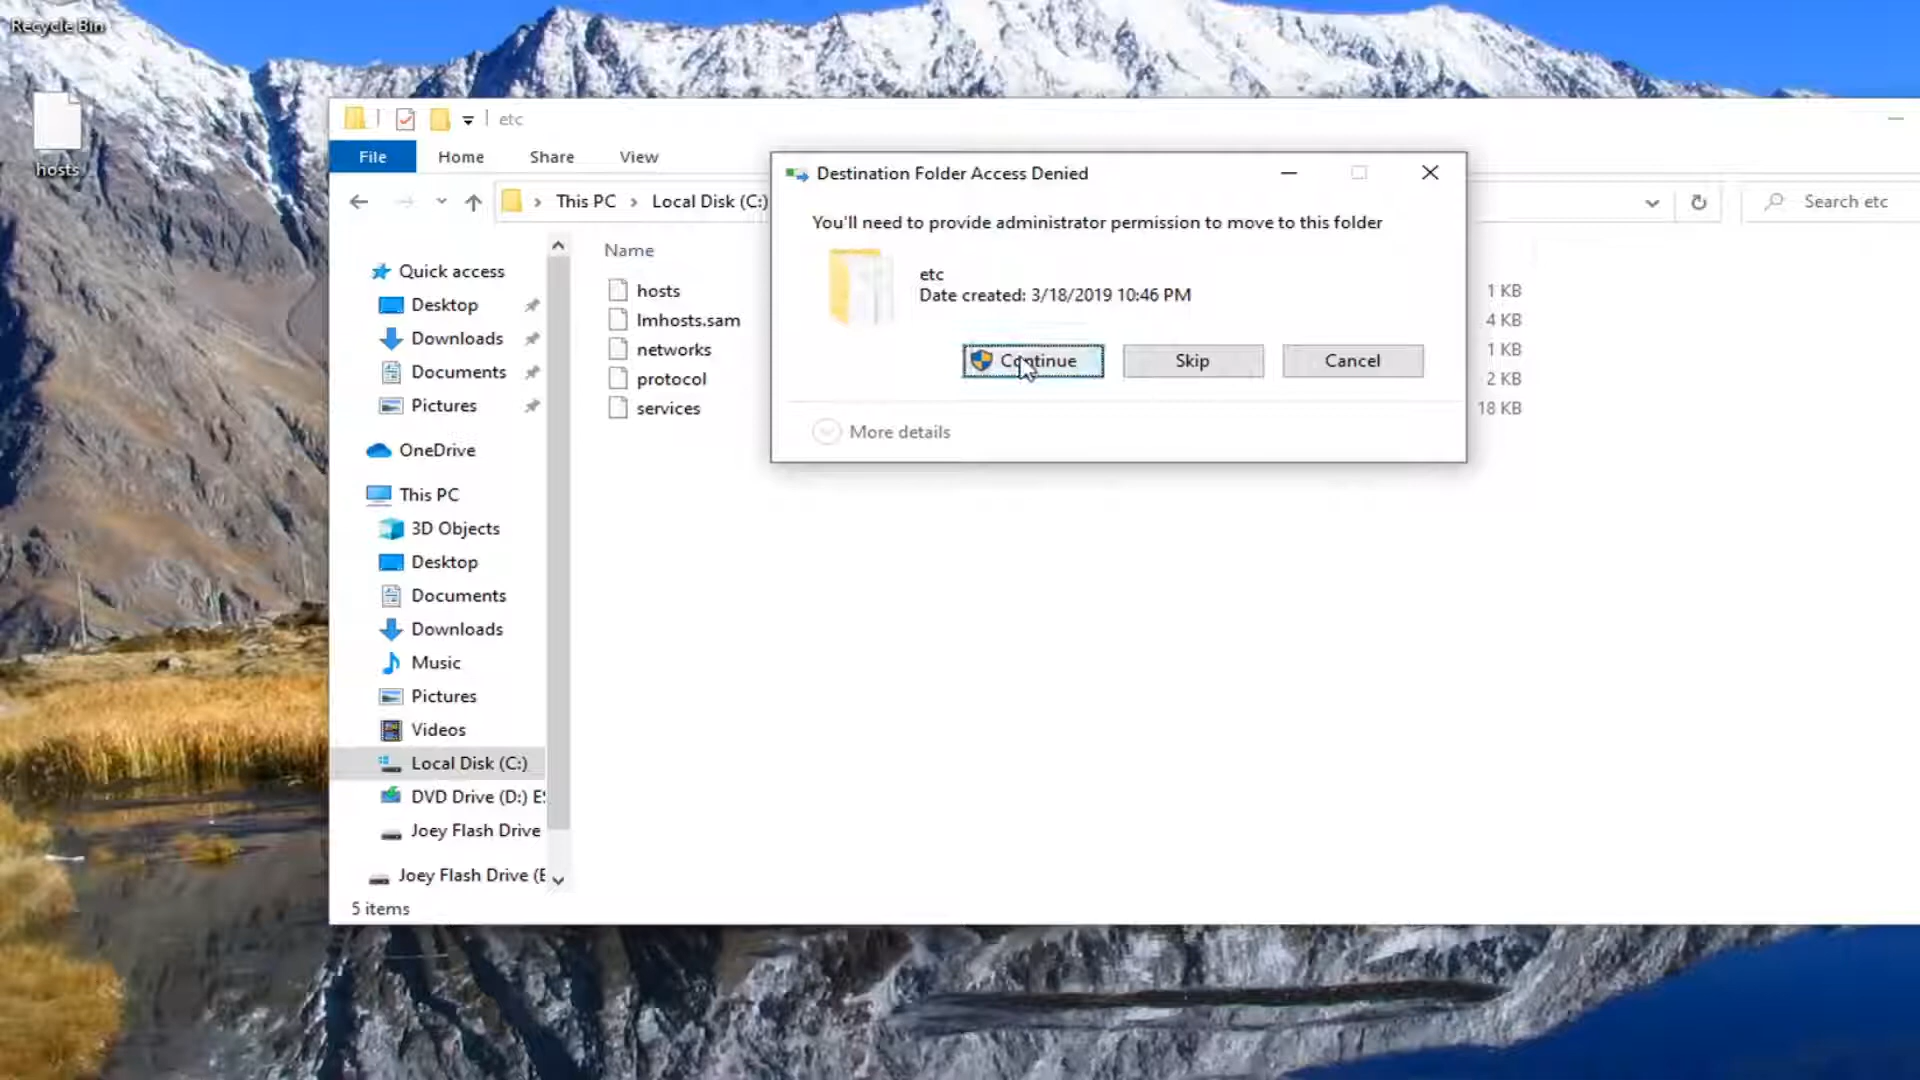 Recycle Bin
hosts
etc
File
Home
Share
View
This PC
Local Disk (C:)
Search etc
Quick access
Desktop
Downloads
Documents
Pictures
OneDrive
This PC
3D Objects
Desktop
Documents
Downloads
Music
Pictures
Videos
Local Disk (C:)
DVD Drive (D:) ES
Joey Flash Drive
Joey Flash Drive (E
5 items
Name
hosts
1 KB
lmhosts.sam
4 KB
networks
1 KB
protocol
2 KB
services
18 KB
Destination Folder Access Denied
You'll need to provide administrator permission to move to this folder
etc
Date created: 3/18/2019 10:46 PM
Continue
Skip
Cancel
More details